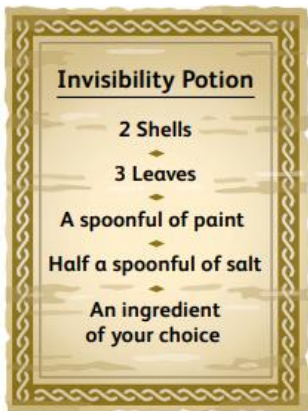 Invisibility Potion
2 Shells
3 Leaves
A spoonful of paint
Half a spoonful of salt
An ingredient
of your choice